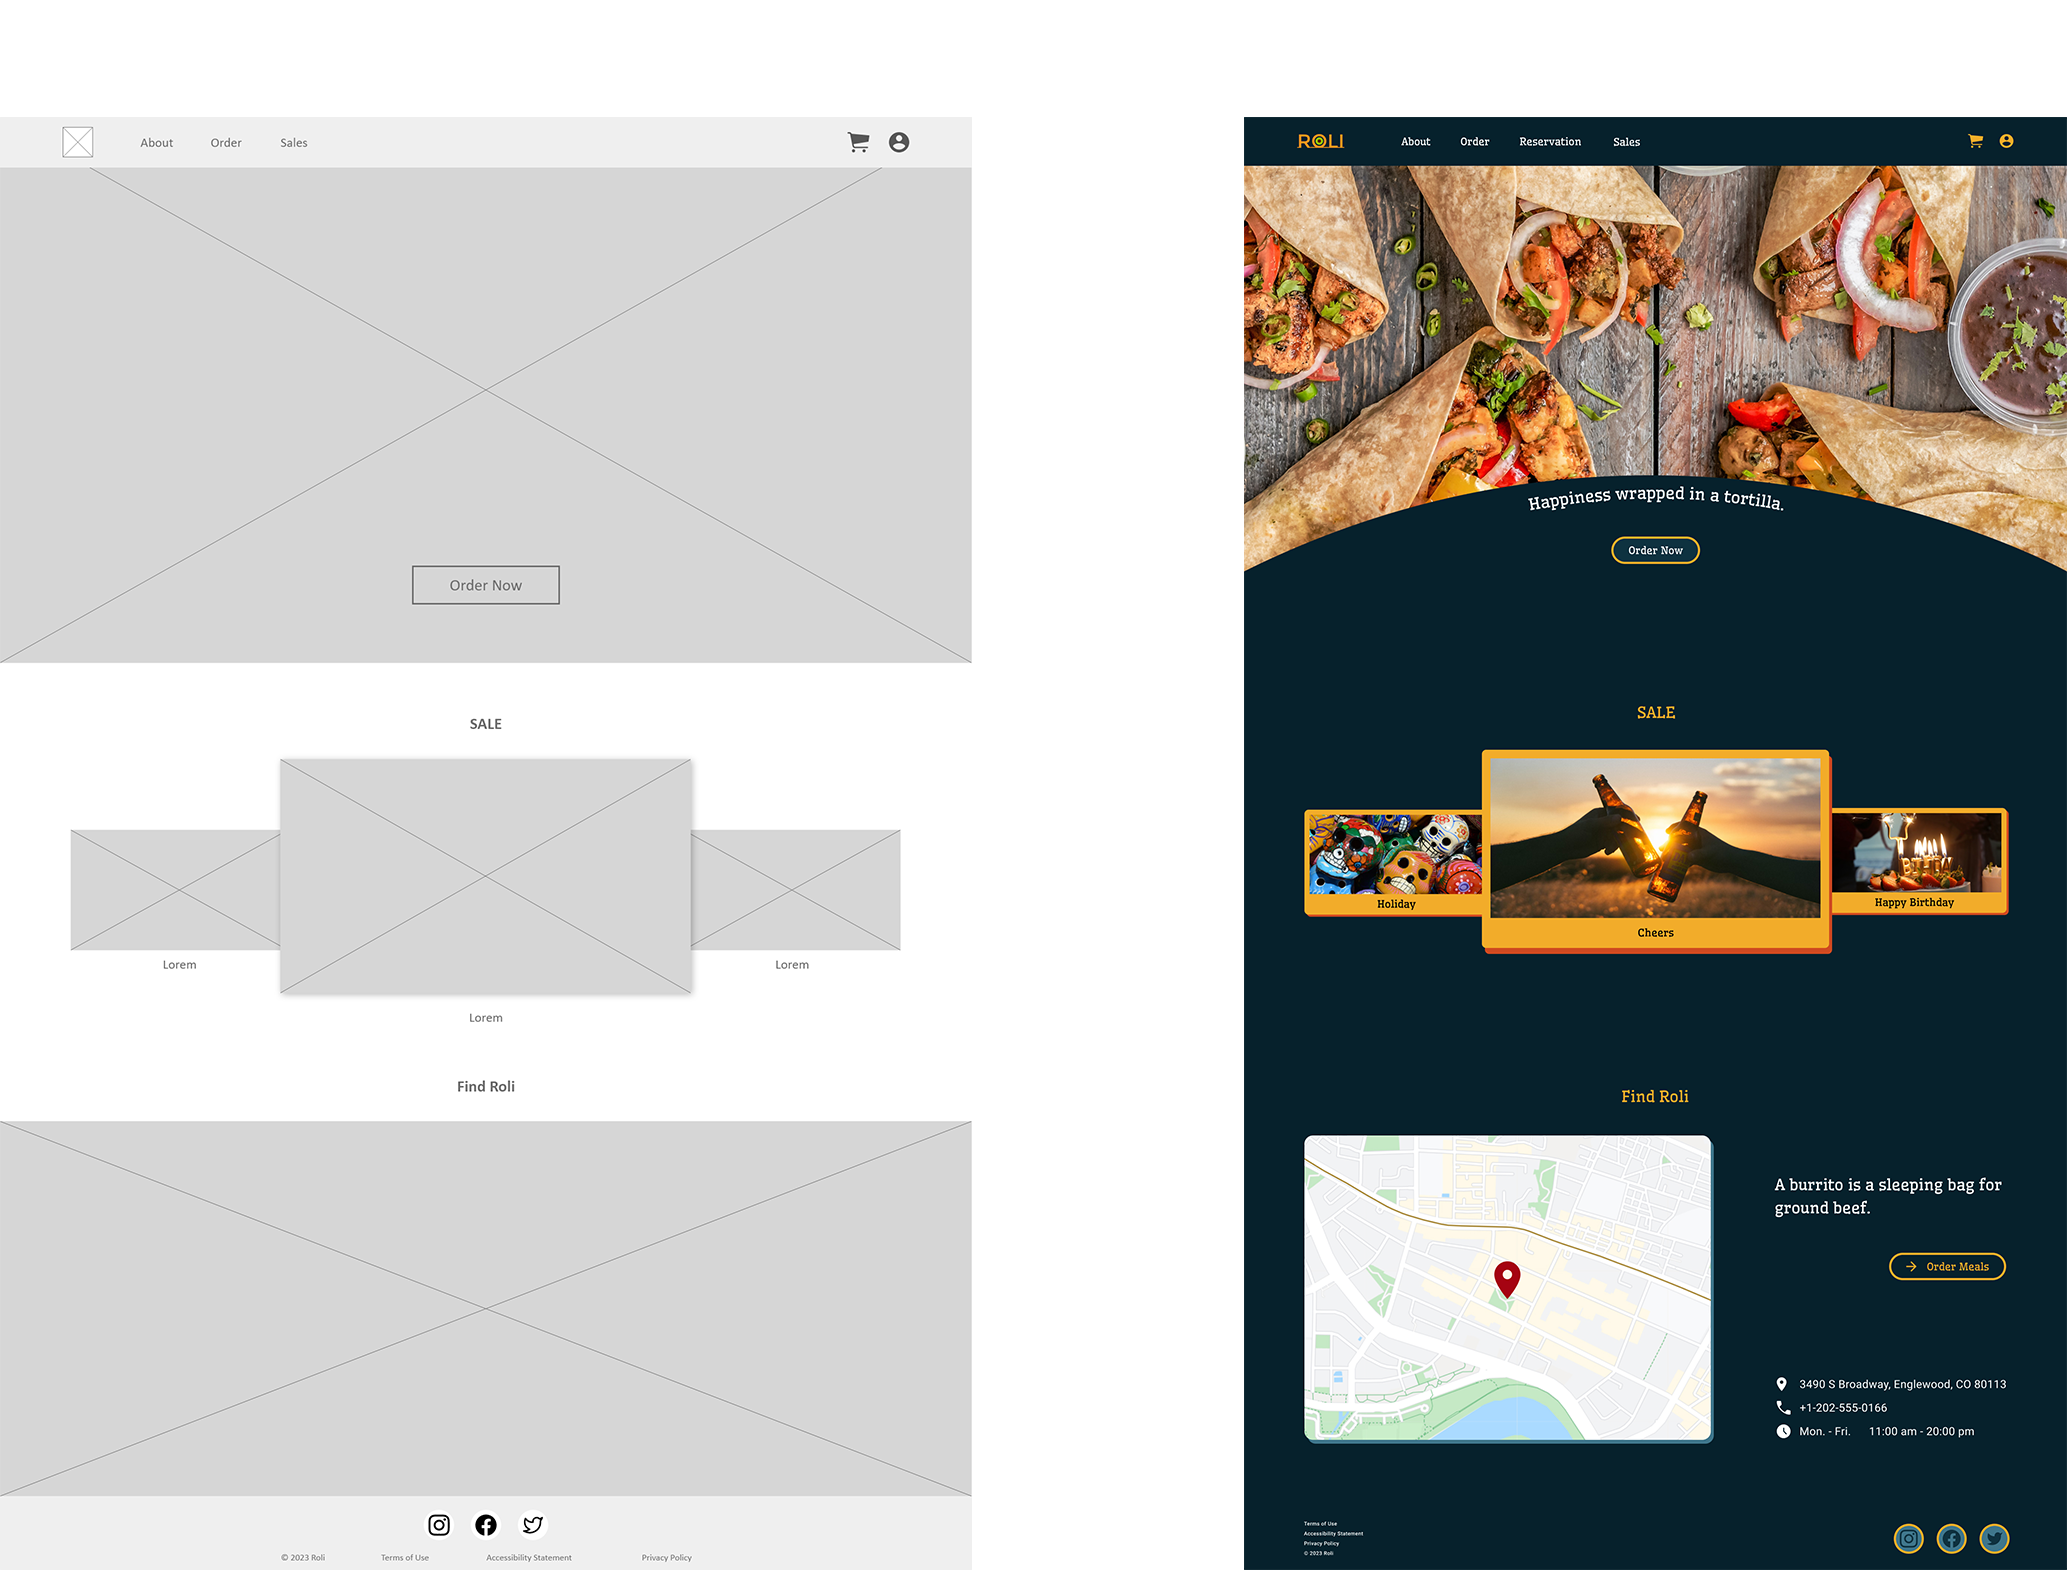 About Order Sales
Order Now
SALE
Lorem
Lorem
Lorem
Find Roli
© 2023 Roli Terms of Use Accessibility Statement Privacy Policy
ROLI About Order Reservation Sales
Happiness wrapped in a tortilla.
Order Now
SALE
Holiday
Cheers
Happy Birthday
Find Roli
A burrito is a sleeping bag for
ground beef.
Order Meals
3490 S Broadway, Englewood, CO 80113
+1-202-555-0166
Mon. - Fri. 11:00 am - 20:00 pm
Terms of Use
Accessibility Statement
Privacy Policy
© 2023 Roli